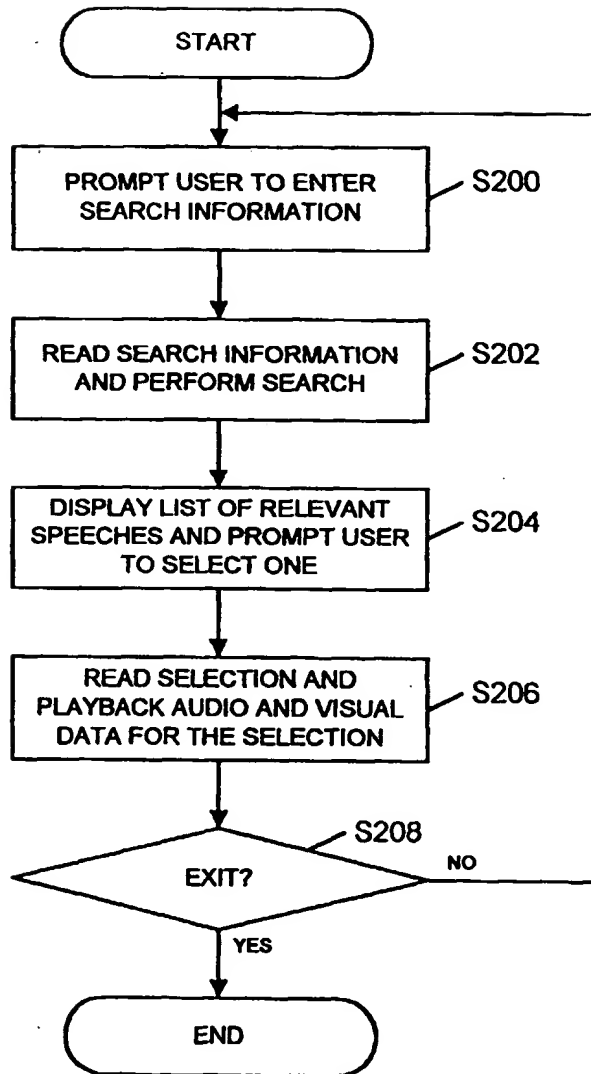 START
PROMPT USER TO ENTER
SEARCH INFORMATION
S200
READ SEARCH INFORMATION
AND PERFORM SEARCH
S202
DISPLAY LIST OF RELEVANT
SPEECHES AND PROMPT USER
TO SELECT ONE
S204
READ SELECTION AND
PLAYBACK AUDIO AND VISUAL
DATA FOR THE SELECTION
S206
S208
EXIT?
NO
YES
END